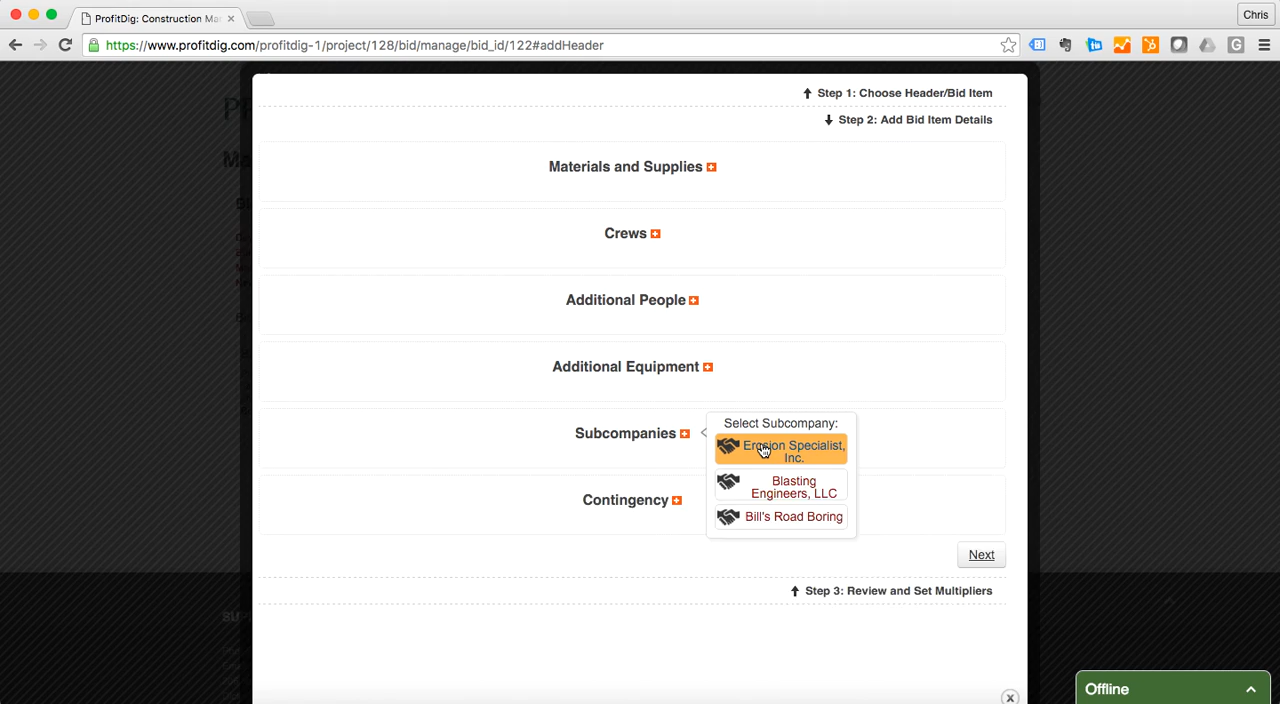 ProfitDig: Construction Ma
Chris
https://www.profitdig.com/profitdig-1/project/128/bid/manage/bid_id/122#addHeader
Step 1: Choose Header/Bid Item
Step 2: Add Bid Item Details
Materials and Supplies
Crews
Additional People
Additional Equipment
Subcompanies
Select Subcompany:
Erosion Specialist,
Inc.
Blasting
Engineers, LLC
Bill's Road Boring
Contingency
Next
Step 3: Review and Set Multipliers
Offline